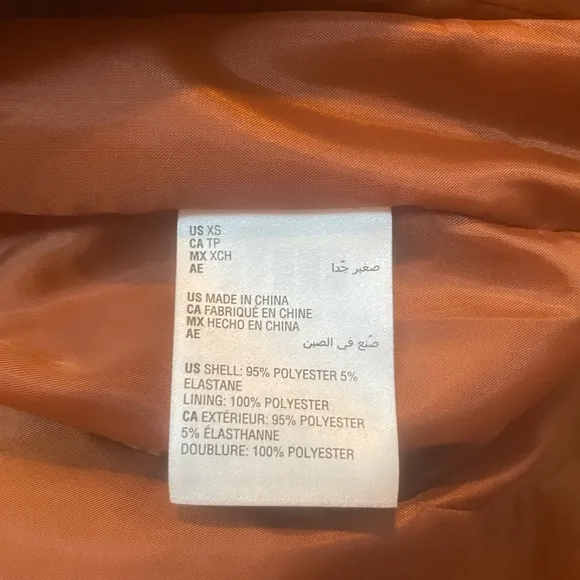 US XS
CA TP
MX XCH
AE صغير جّدا
US MADE IN CHINA
CA FABRIQUÉ EN CHINE
MX HECHO EN CHINA
AE صّنع في الصين
US SHELL: 95% POLYESTER 5%
ELASTANE
LINING: 100% POLYESTER
CA EXTÉRIEUR: 95% POLYESTER
5% ÉLASTHANNE
DOUBLURE: 100% POLYESTER